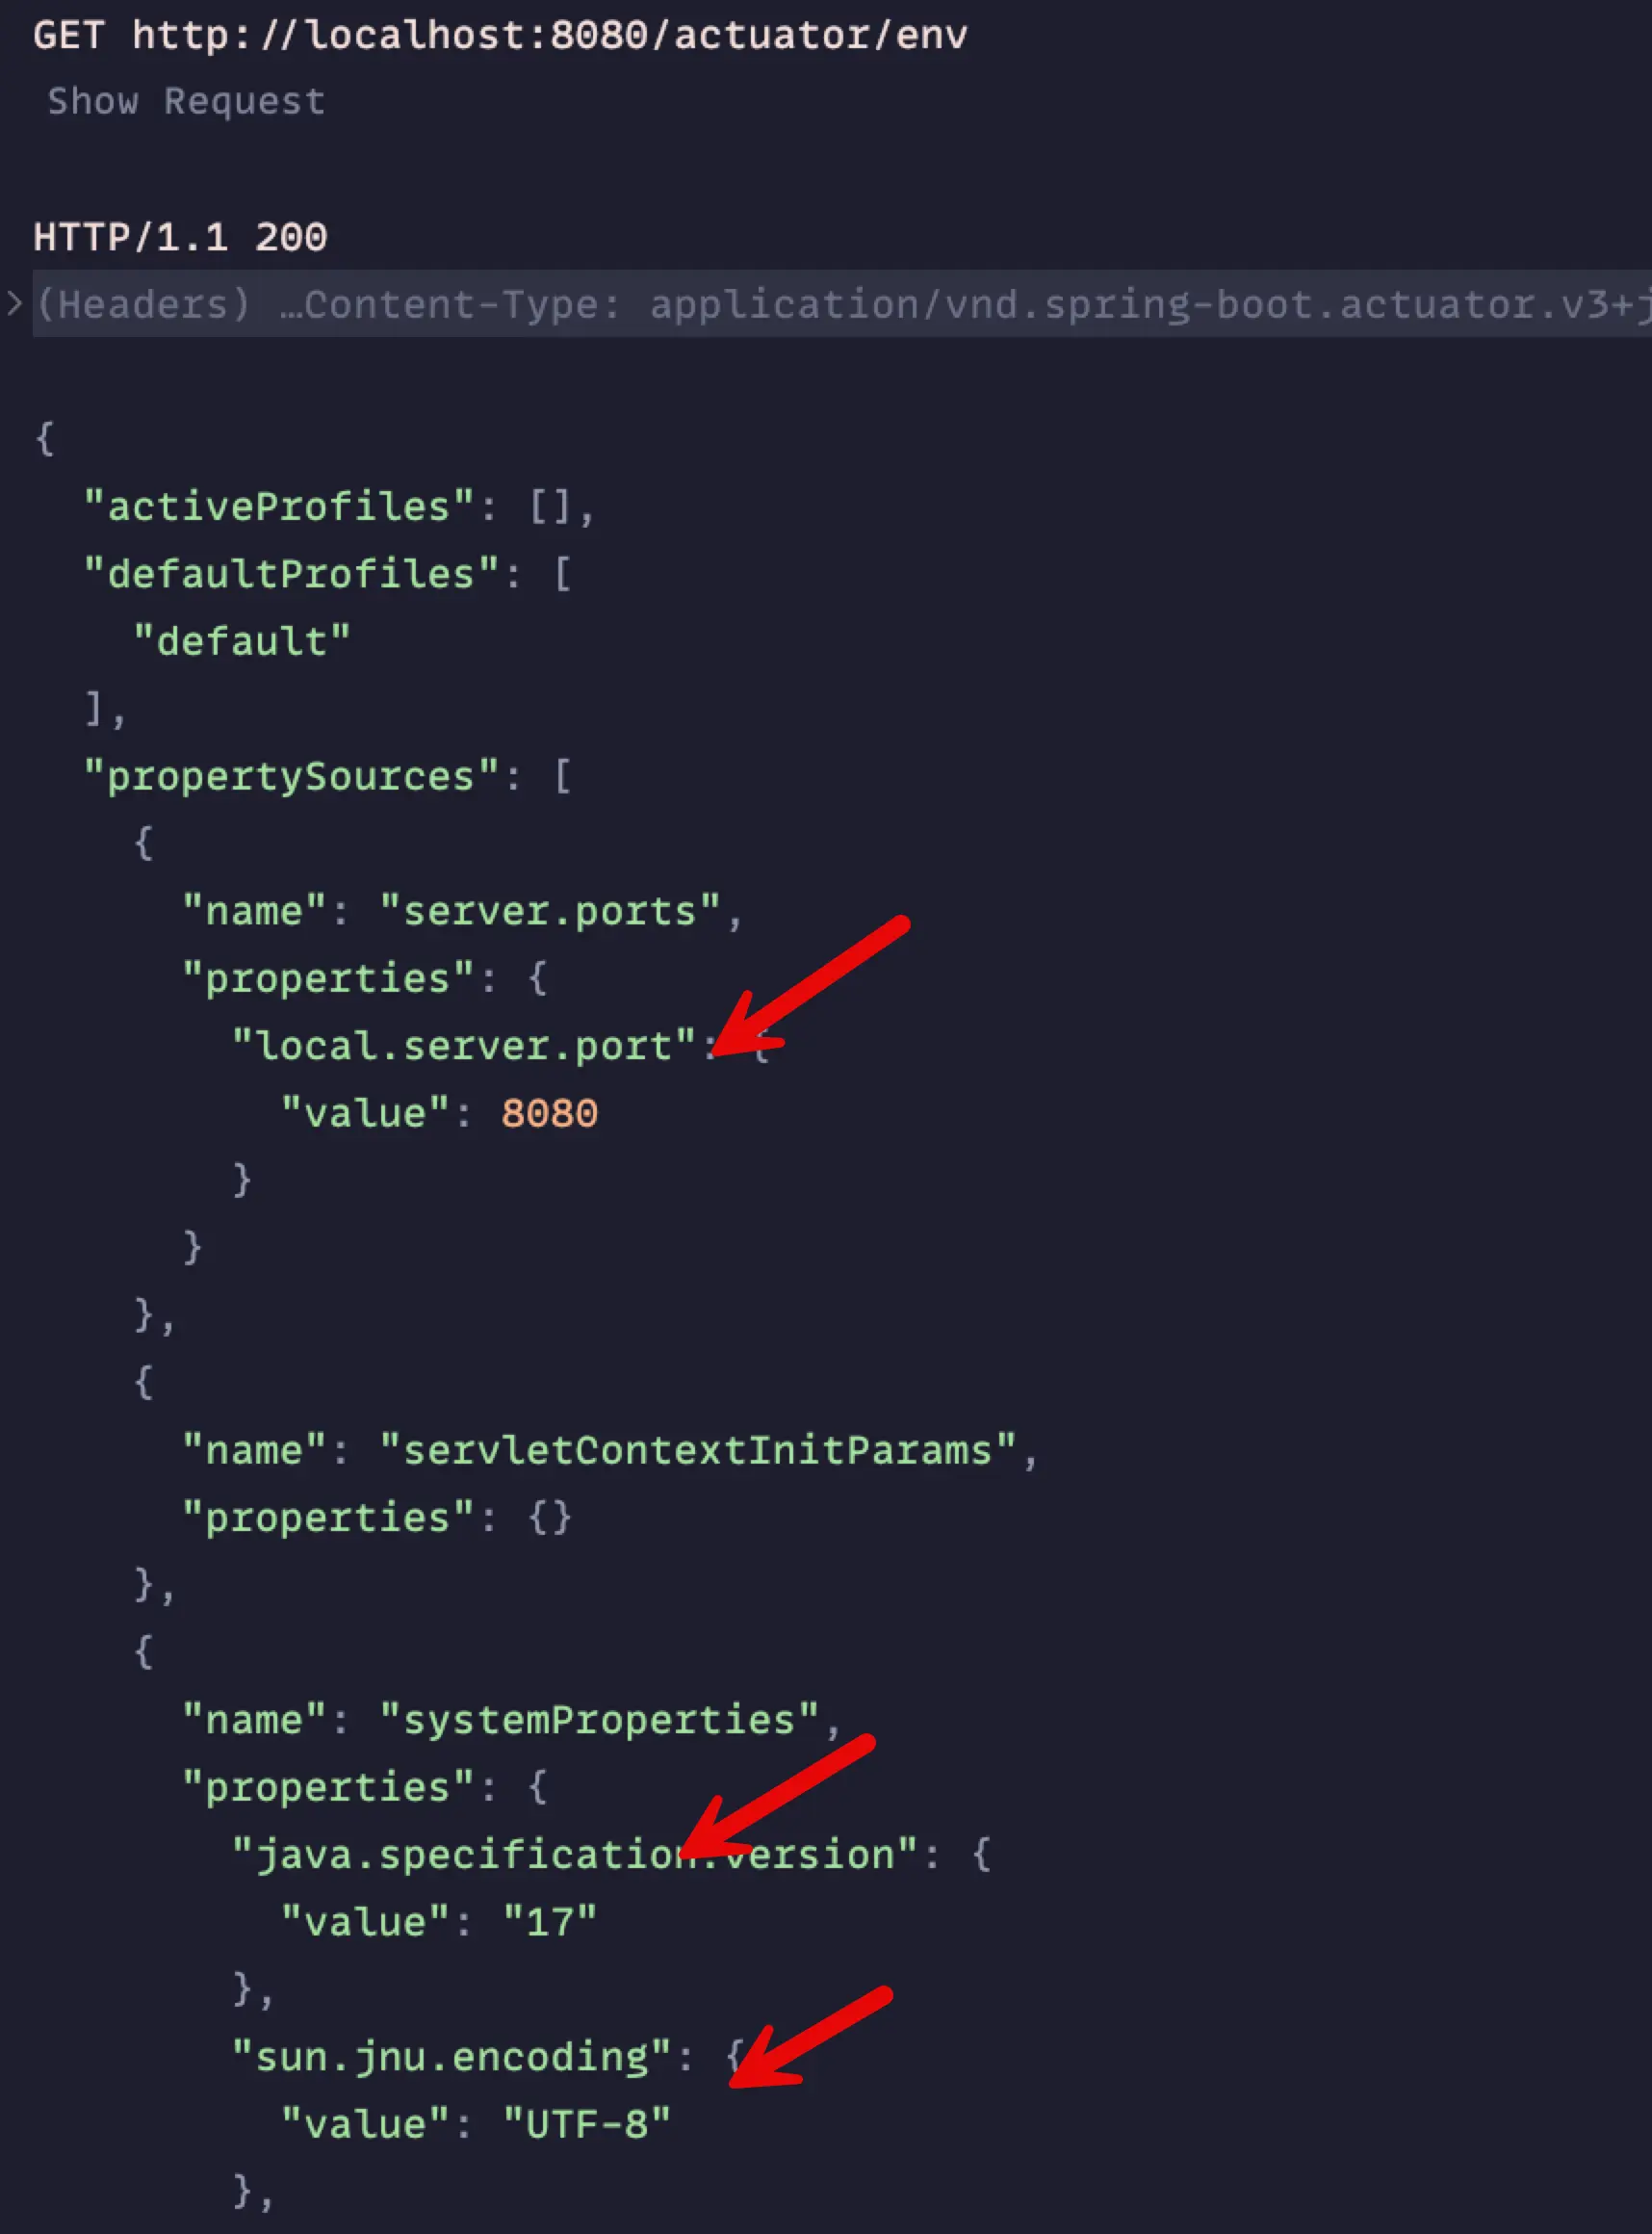 GET http://localhost:8080/actuator/env
Show Request
HTTP/1.1 200
(Headers) …Content-Type: application/vnd.spring-boot.actuator.v3+j
{
"activeProfiles": [],
"defaultProfiles": [
"default"
],
"propertySources": [
{
"name": "server.ports",
"properties": {
"local.server.port": {
"value": 8080
}
}
},
{
"name": "servletContextInitParams",
"properties": {}
},
{
"name": "systemProperties",
"properties": {
"java.specification.version": {
"value": "17"
},
"sun.jnu.encoding": {
"value": "UTF-8"
},